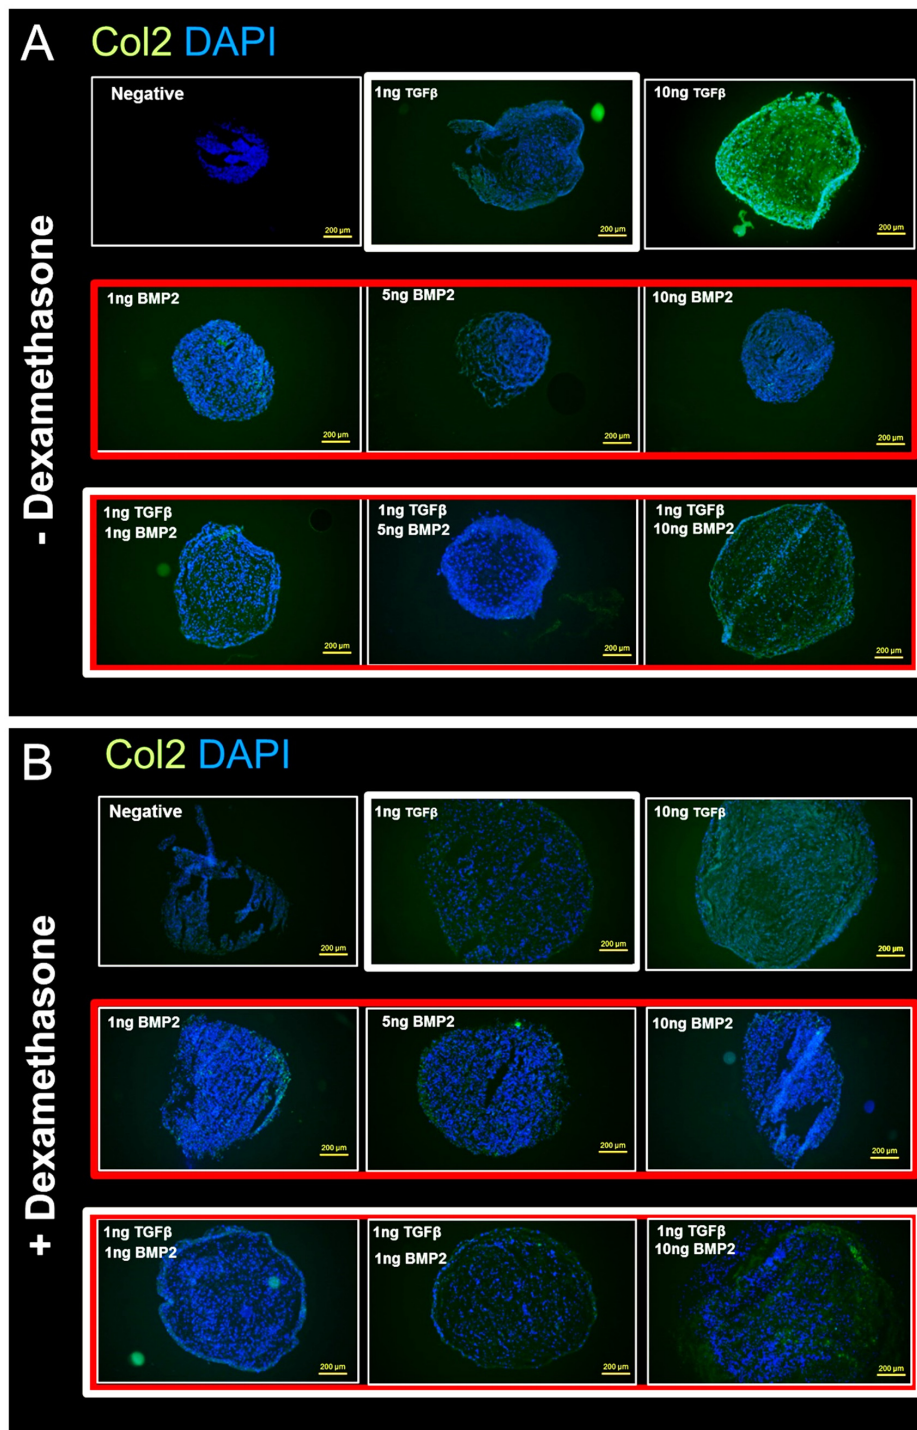 A
Col2 DAPI
- Dexamethasone
Negative
200 µm
1ng TGFβ
200 µm
10ng TGFβ
200 µm
1ng BMP2
200 µm
5ng BMP2
200 µm
10ng BMP2
200 µm
1ng TGFβ
1ng BMP2
200 µm
1ng TGFβ
5ng BMP2
200 µm
1ng TGFβ
10ng BMP2
200 µm
B
Col2 DAPI
+ Dexamethasone
Negative
200 µm
1ng TGFβ
200 µm
10ng TGFβ
200 µm
1ng BMP2
200 µm
5ng BMP2
200 µm
10ng BMP2
200 µm
1ng TGFβ
1ng BMP2
200 µm
1ng TGFβ
1ng BMP2
200 µm
1ng TGFβ
10ng BMP2
200 µm